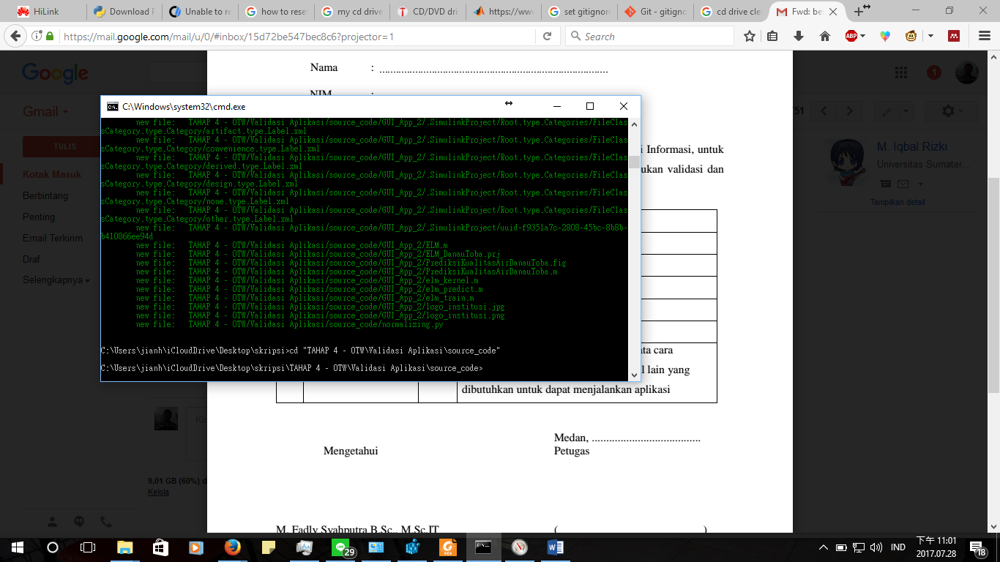 HiLink
Python Download P
Unable to re
how to reset
my cd drive
CD/DVD dri
https://www
set gitignor
Git - gitigno
cd drive cle
Fwd: be
https://mail.google.com/mail/u/0/#inbox/15d72be547bec8c6?projector=1
Search
ABP
Google
1
Gmail
51
TULIS
Kotak Masuk
Berbintang
Penting
Email Terkirim
Draf
Selengkapnya
M. Iqbal Rizki
Universitas Sumater...
Tampilkan detail
9,01 GB (60%) d
Kelola
Nama : ......................................................................
NIM :
i Informasi, untuk
ukan validasi dan
C:\Windows\system32\cmd.exe
new file: TAHAP 4 - OTW/Validasi Aplikasi/source_code/GUI_App_2/.SimulinkProject/Root.type.Categories/FileClas
sCategory.type.Category/artifact.type.Label.xml
new file: TAHAP 4 - OTW/Validasi Aplikasi/source_code/GUI_App_2/.SimulinkProject/Root.type.Categories/FileClas
sCategory.type.Category/convenience.type.Label.xml
new file: TAHAP 4 - OTW/Validasi Aplikasi/source_code/GUI_App_2/.SimulinkProject/Root.type.Categories/FileClas
sCategory.type.Category/derived.type.Label.xml
new file: TAHAP 4 - OTW/Validasi Aplikasi/source_code/GUI_App_2/.SimulinkProject/Root.type.Categories/FileClas
sCategory.type.Category/design.type.Label.xml
new file: TAHAP 4 - OTW/Validasi Aplikasi/source_code/GUI_App_2/.SimulinkProject/Root.type.Categories/FileClas
sCategory.type.Category/none.type.Label.xml
new file: TAHAP 4 - OTW/Validasi Aplikasi/source_code/GUI_App_2/.SimulinkProject/Root.type.Categories/FileClas
sCategory.type.Category/other.type.Label.xml
new file: TAHAP 4 - OTW/Validasi Aplikasi/source_code/GUI_App_2/.SimulinkProject/uuid-f9351a7c-2808-45bc-8b8b-
b410866ee94d
new file: TAHAP 4 - OTW/Validasi Aplikasi/source_code/GUI_App_2/ELM.m
new file: TAHAP 4 - OTW/Validasi Aplikasi/source_code/GUI_App_2/ELM_DanauToba.prj
new file: TAHAP 4 - OTW/Validasi Aplikasi/source_code/GUI_App_2/PrediksiKualitasAirDanauToba.fig
new file: TAHAP 4 - OTW/Validasi Aplikasi/source_code/GUI_App_2/PrediksiKualitasAirDanauToba.m
new file: TAHAP 4 - OTW/Validasi Aplikasi/source_code/GUI_App_2/elm_kernel.m
new file: TAHAP 4 - OTW/Validasi Aplikasi/source_code/GUI_App_2/elm_predict.m
new file: TAHAP 4 - OTW/Validasi Aplikasi/source_code/GUI_App_2/elm_train.m
new file: TAHAP 4 - OTW/Validasi Aplikasi/source_code/GUI_App_2/logo_institusi.jpg
new file: TAHAP 4 - OTW/Validasi Aplikasi/source_code/GUI_App_2/logo_institusi.png
new file: TAHAP 4 - OTW/Validasi Aplikasi/source_code/normalizing.py
C:\Users\jianh\iCloudDrive\Desktop\skripsi>cd "TAHAP 4 - OTW\Validasi Aplikasi\source_code"
C:\Users\jianh\iCloudDrive\Desktop\skripsi\TAHAP 4 - OTW\Validasi Aplikasi\source_code>
ata cara
l lain yang
dibutuhkan untuk dapat menjalankan aplikasi
Medan, ......................................
Mengetahui Petugas
M. Fadly Syahputra B.Sc., M.Sc.IT ( )
29
PDF
IND
下午 11:01
2017.07.28
18